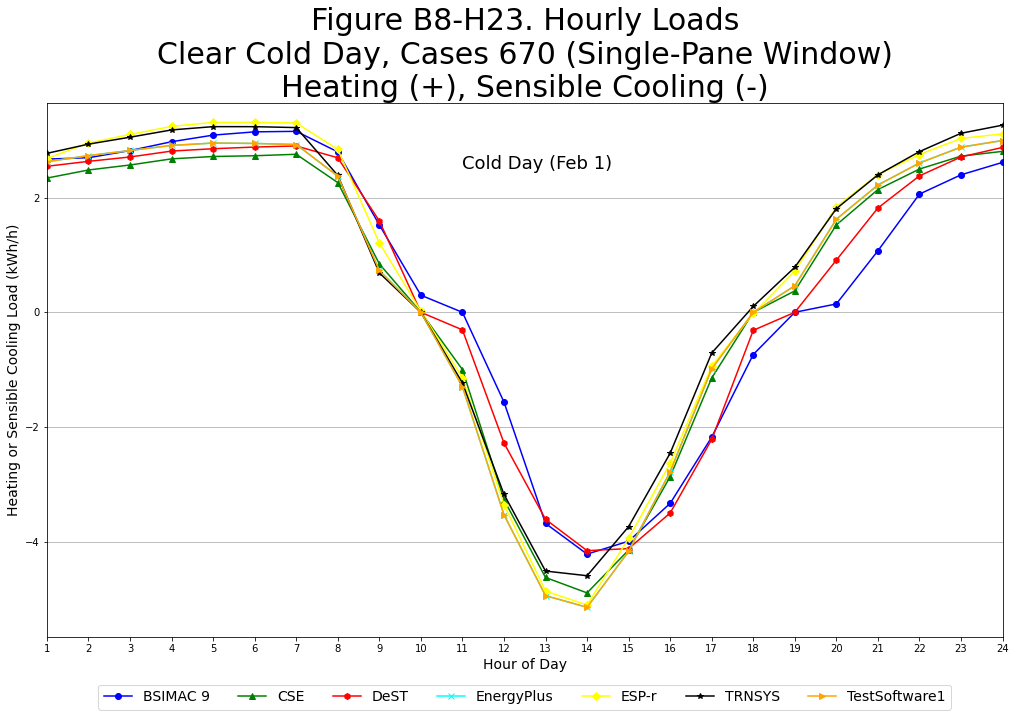 Figure B8-H23. Hourly Loads
Clear Cold Day, Cases 670 (Single-Pane Window)
Heating (+), Sensible Cooling (-)
Cold Day (Feb 1)
Heating or Sensible Cooling Load (kWh/h)
2
0
−2
−4
1 2 3 4 5 6 7 8 9 10 11 12 13 14 15 16 17 18 19 20 21 22 23 24
Hour of Day
BSIMAC 9 CSE DeST EnergyPlus ESP-r TRNSYS TestSoftware1